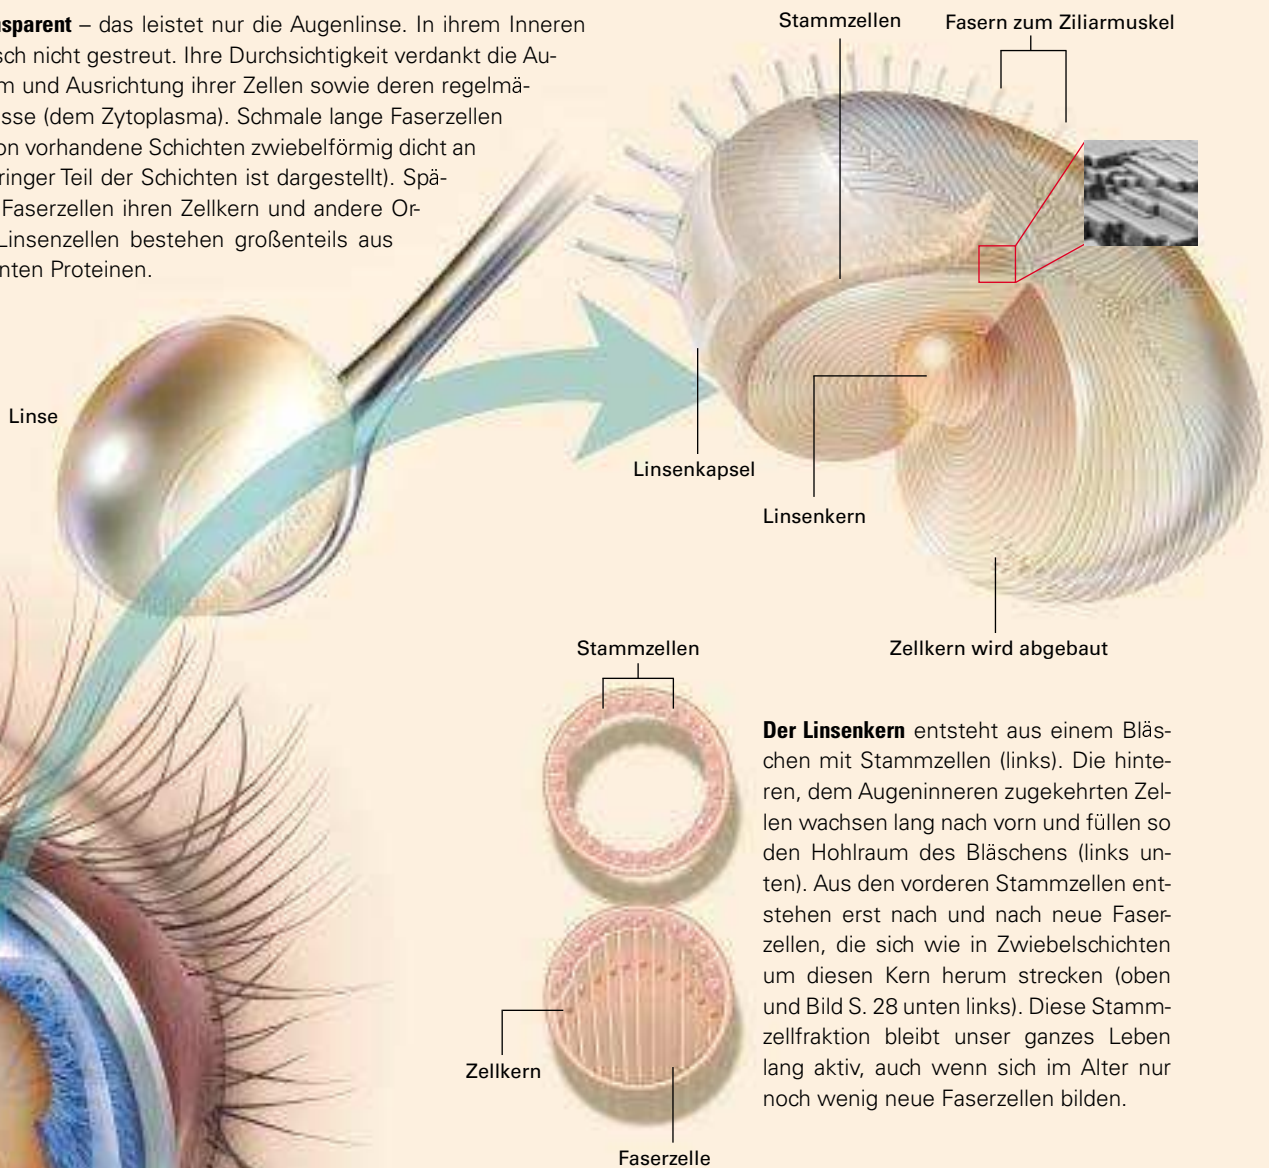 nsparent – das leistet nur die Augenlinse. In ihrem Inneren
sch nicht gestreut. Ihre Durchsichtigkeit verdankt die Au-
m und Ausrichtung ihrer Zellen sowie deren regelmä-
sse (dem Zytoplasma). Schmale lange Faserzellen
on vorhandene Schichten zwiebelförmig dicht an
ringer Teil der Schichten ist dargestellt). Spä-
Faserzellen ihren Zellkern und andere Or-
Linsenzellen bestehen großenteils aus
nten Proteinen.
Stammzellen
Fasern zum Ziliarmuskel
Linse
Linsenkapsel
Linsenkern
Zellkern wird abgebaut
Stammzellen
Zellkern
Faserzelle
Der Linsenkern entsteht aus einem Bläs-
chen mit Stammzellen (links). Die hinte-
ren, dem Augeninneren zugekehrten Zel-
len wachsen lang nach vorn und füllen so
den Hohlraum des Bläschens (links un-
ten). Aus den vorderen Stammzellen ent-
stehen erst nach und nach neue Faser-
zellen, die sich wie in Zwiebelschichten
um diesen Kern herum strecken (oben
und Bild S. 28 unten links). Diese Stamm-
zellfraktion bleibt unser ganzes Leben
lang aktiv, auch wenn sich im Alter nur
noch wenig neue Faserzellen bilden.